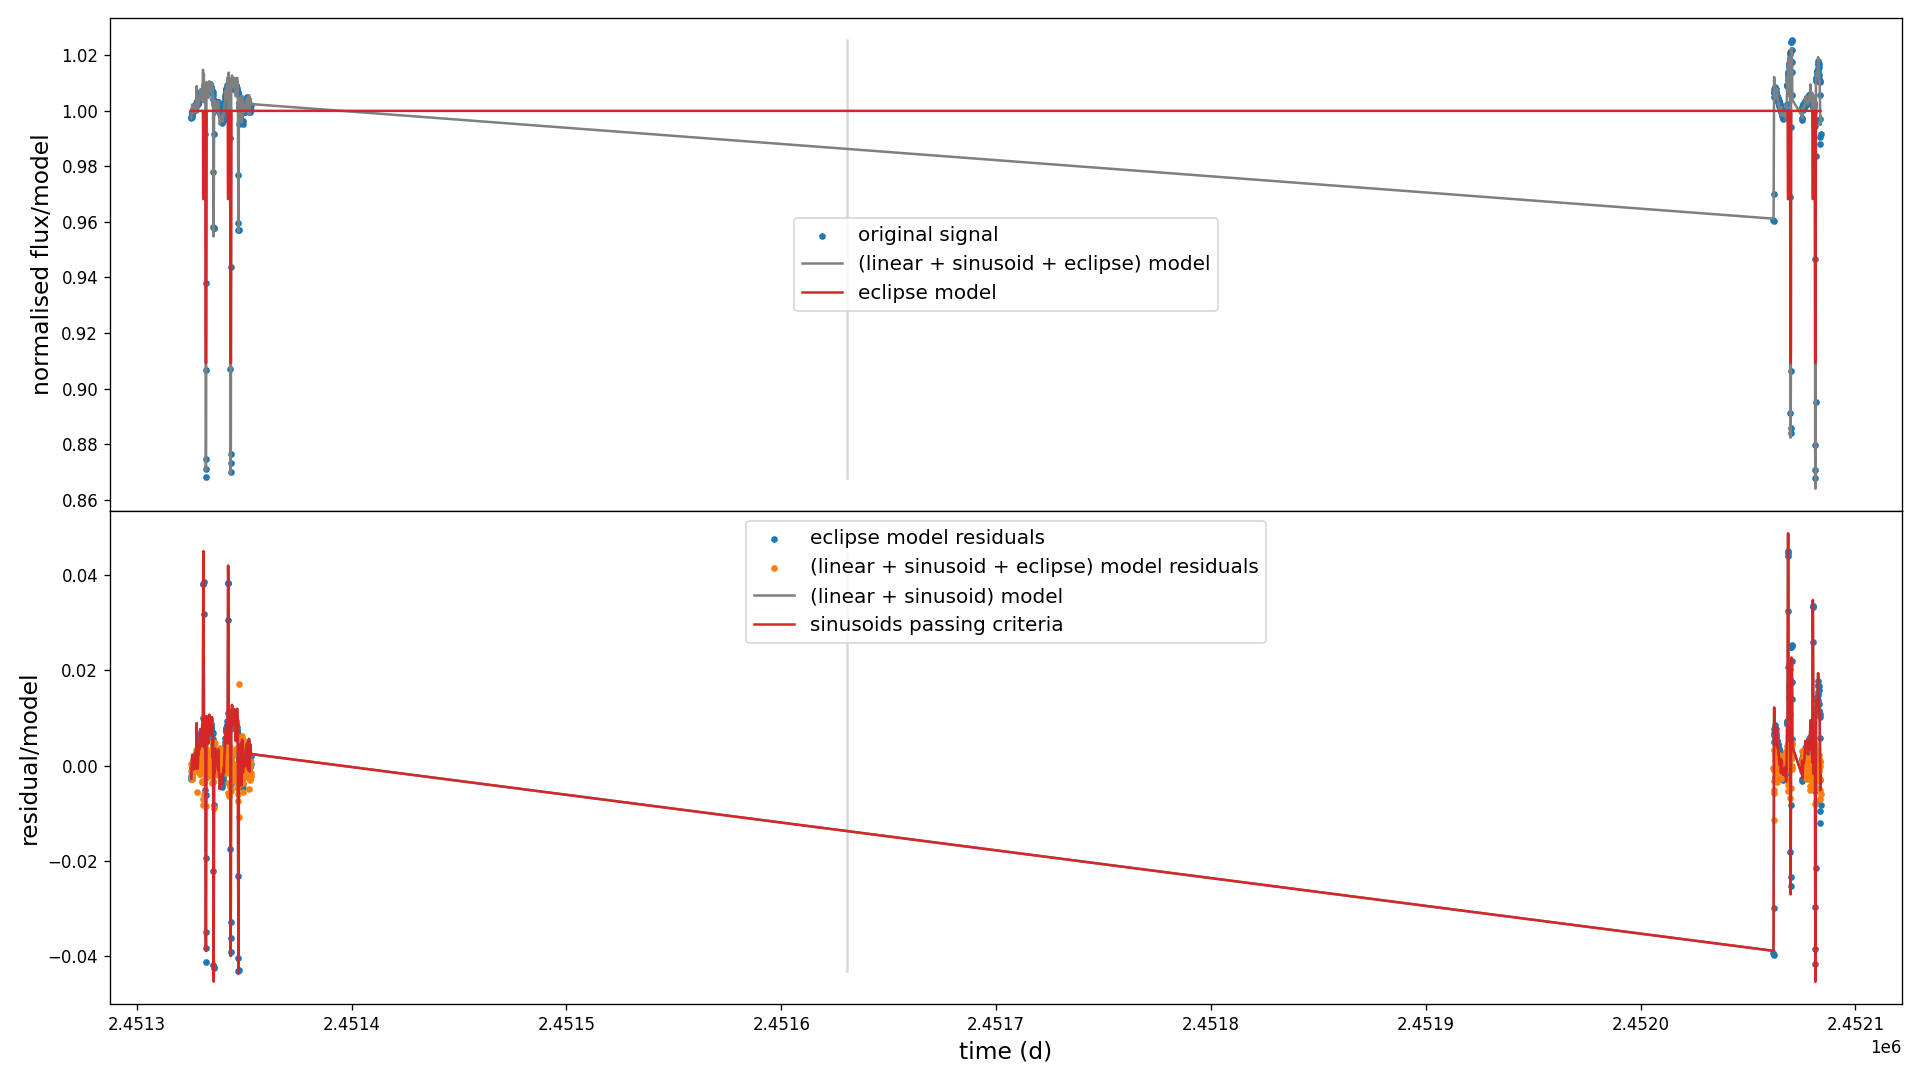 normalised flux/model
1.02
1.00
0.98
0.96
0.94
0.92
0.90
0.88
0.86
original signal
(linear + sinusoid + eclipse) model
eclipse model
residual/model
0.04
0.02
0.00
−0.02
−0.04
eclipse model residuals
(linear + sinusoid + eclipse) model residuals
(linear + sinusoid) model
sinusoids passing criteria
2.4513 2.4514 2.4515 2.4516 2.4517 2.4518 2.4519 2.4520 2.4521
1e6
time (d)